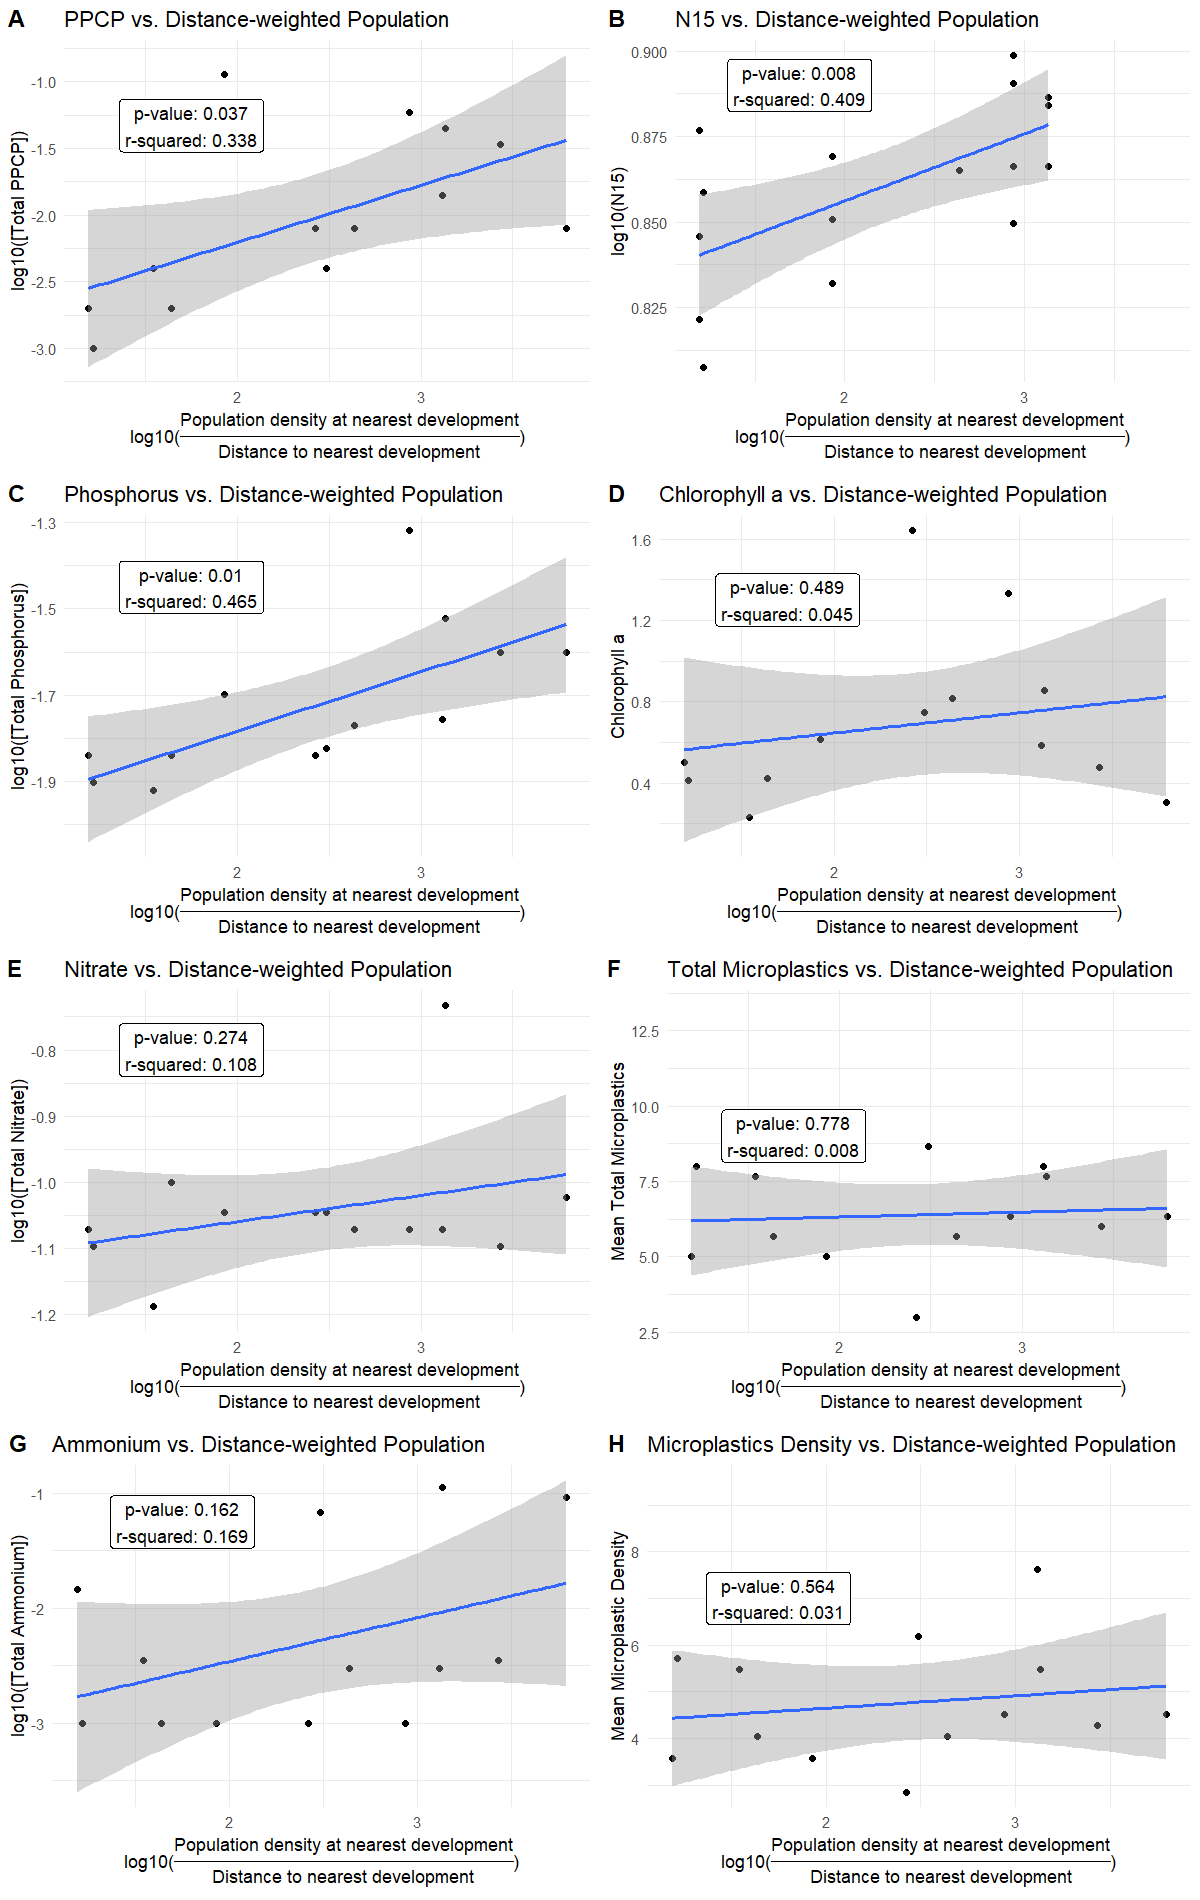 A PPCP vs. Distance-weighted Population
p-value: 0.037
r-squared: 0.338
log10([Total PPCP])
-1.0
-1.5
-2.0
-2.5
-3.0
2 3
log10(Population density at nearest development
Distance to nearest development)
B N15 vs. Distance-weighted Population
p-value: 0.008
r-squared: 0.409
log10(N15)
0.900
0.875
0.850
0.825
2 3
log10(Population density at nearest development
Distance to nearest development)
C Phosphorus vs. Distance-weighted Population
p-value: 0.01
r-squared: 0.465
log10([Total Phosphorus])
-1.3
-1.5
-1.7
-1.9
2 3
log10(Population density at nearest development
Distance to nearest development)
D Chlorophyll a vs. Distance-weighted Population
p-value: 0.489
r-squared: 0.045
Chlorophyll a
1.6
1.2
0.8
0.4
2 3
log10(Population density at nearest development
Distance to nearest development)
E Nitrate vs. Distance-weighted Population
p-value: 0.274
r-squared: 0.108
log10([Total Nitrate])
-0.8
-0.9
-1.0
-1.1
-1.2
2 3
log10(Population density at nearest development
Distance to nearest development)
F Total Microplastics vs. Distance-weighted Population
p-value: 0.778
r-squared: 0.008
Mean Total Microplastics
12.5
10.0
7.5
5.0
2.5
2 3
log10(Population density at nearest development
Distance to nearest development)
G Ammonium vs. Distance-weighted Population
p-value: 0.162
r-squared: 0.169
log10([Total Ammonium])
-1
-2
-3
2 3
log10(Population density at nearest development
Distance to nearest development)
H Microplastics Density vs. Distance-weighted Population
p-value: 0.564
r-squared: 0.031
Mean Microplastic Density
8
6
4
2 3
log10(Population density at nearest development
Distance to nearest development)